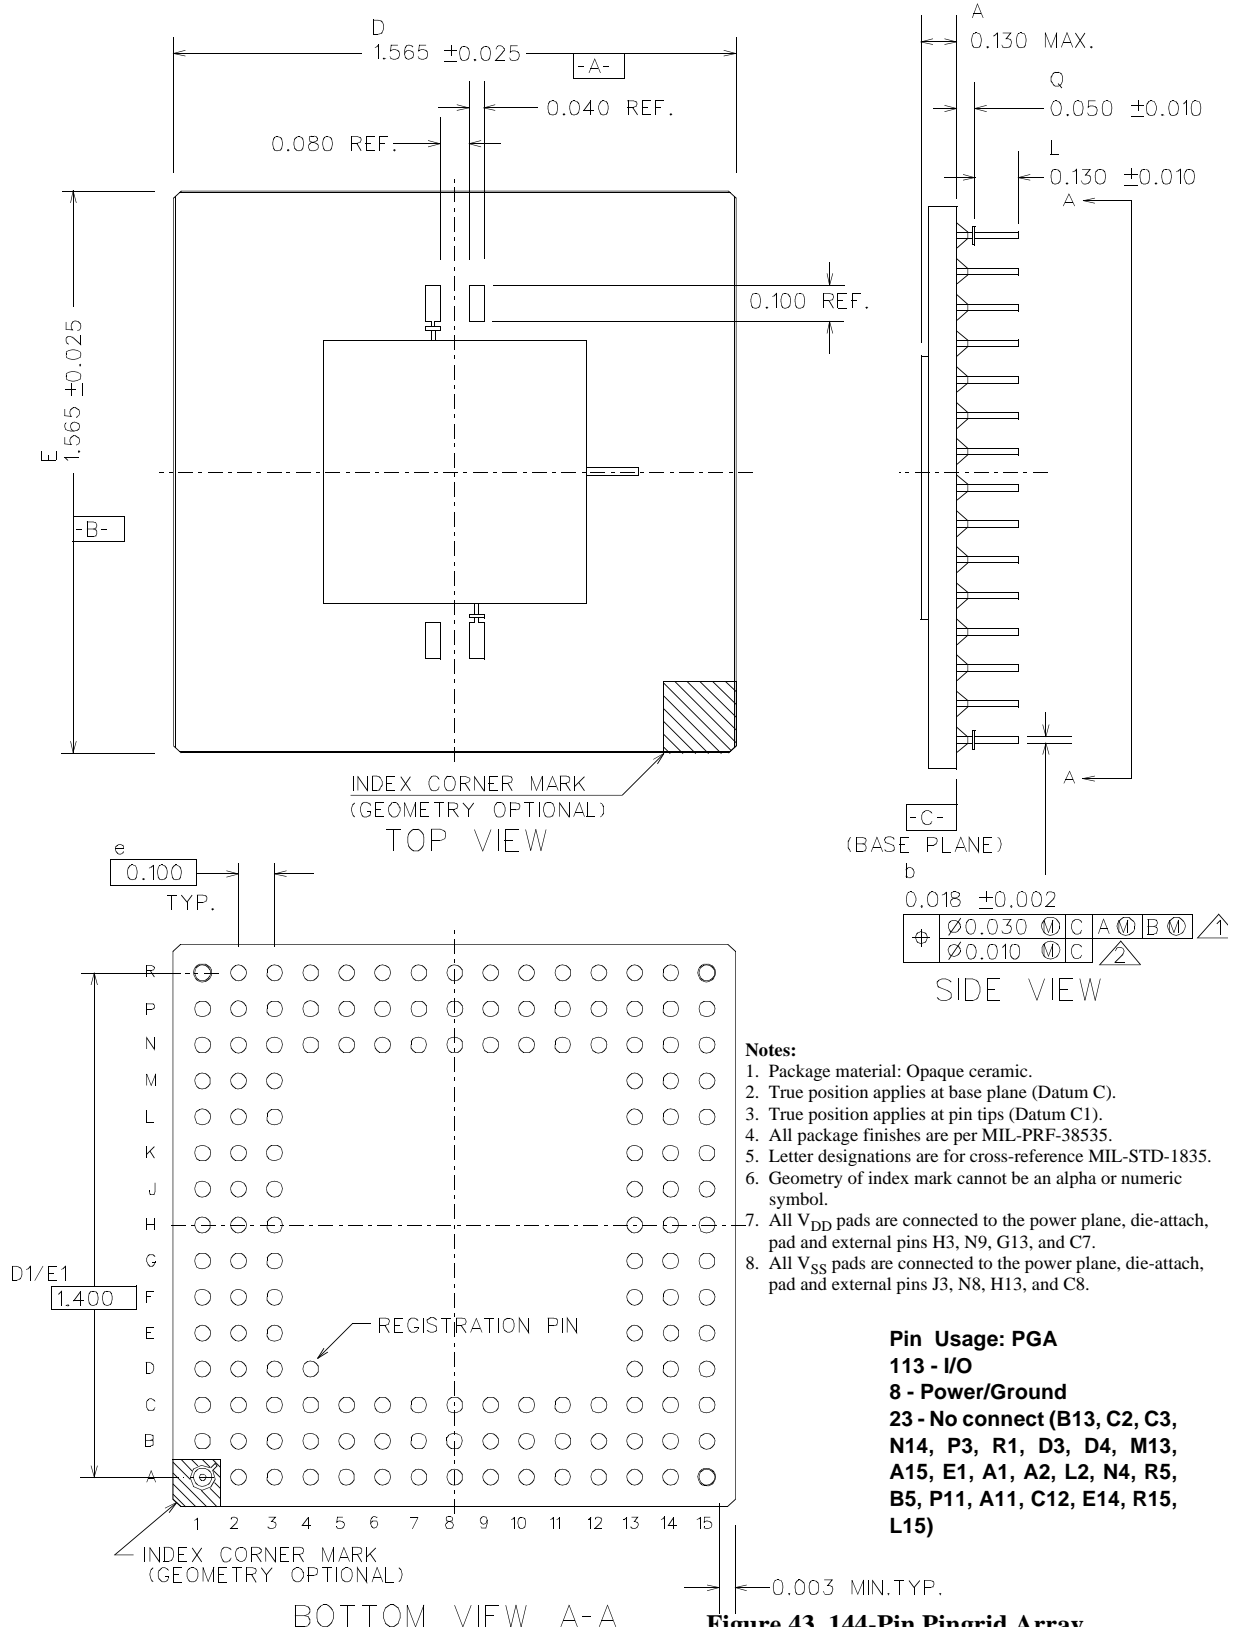 D
1.565 ±0.025
-A-
0.040 REF.
0.080 REF.
0.100 REF.
E
1.565 ±0.025
-B-
INDEX CORNER MARK
(GEOMETRY OPTIONAL)
TOP VIEW
A
0.130 MAX.
Q
0.050 ±0.010
L
0.130 ±0.010
A
A
-C-
(BASE PLANE)
b
0.018 ±0.002
⌖ Ø0.030 Ⓜ C A Ⓜ B Ⓜ 1
Ø0.010 Ⓜ C 2
SIDE VIEW
e
0.100
TYP.
R
P
N
M
L
K
J
H
G
D1/E1
1.400
F
E
REGISTRATION PIN
D
C
B
A
1 2 3 4 5 6 7 8 9 10 11 12 13 14 15
INDEX CORNER MARK
(GEOMETRY OPTIONAL)
0.003 MIN.TYP.
BOTTOM VIEW A-A
Notes:
1. Package material: Opaque ceramic.
2. True position applies at base plane (Datum C).
3. True position applies at pin tips (Datum C1).
4. All package finishes are per MIL-PRF-38535.
5. Letter designations are for cross-reference MIL-STD-1835.
6. Geometry of index mark cannot be an alpha or numeric
symbol.
7. All VDD pads are connected to the power plane, die-attach,
pad and external pins H3, N9, G13, and C7.
8. All VSS pads are connected to the power plane, die-attach,
pad and external pins J3, N8, H13, and C8.
Pin Usage: PGA
113 - I/O
8 - Power/Ground
23 - No connect (B13, C2, C3,
N14, P3, R1, D3, D4, M13,
A15, E1, A1, A2, L2, N4, R5,
B5, P11, A11, C12, E14, R15,
L15)
Figure 43. 144-Pin Pingrid Array